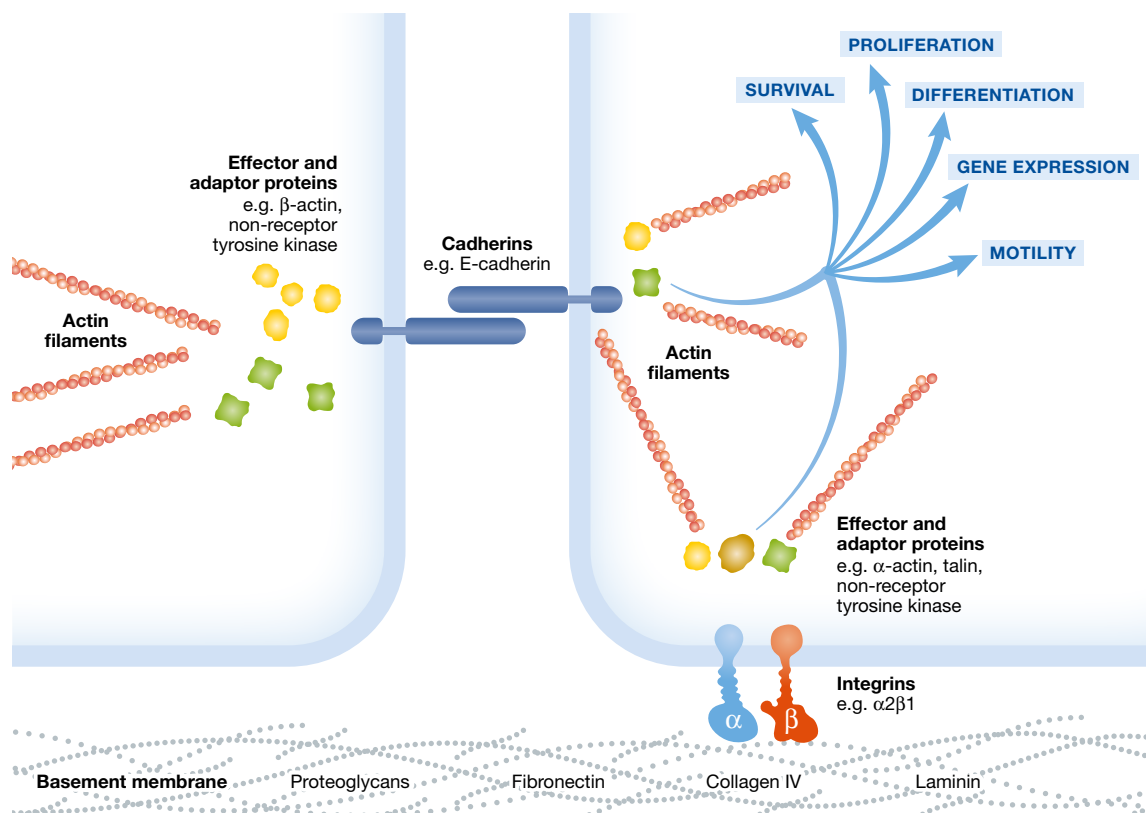 PROLIFERATION
SURVIVAL
DIFFERENTIATION
GENE EXPRESSION
MOTILITY
Effector and
adaptor proteins
e.g. β-actin,
non-receptor
tyrosine kinase
Cadherins
e.g. E-cadherin
Actin
filaments
Actin
filaments
Effector and
adaptor proteins
e.g. α-actin, talin,
non-receptor
tyrosine kinase
Integrins
e.g. α2β1
α
β
Basement membrane
Proteoglycans
Fibronectin
Collagen IV
Laminin